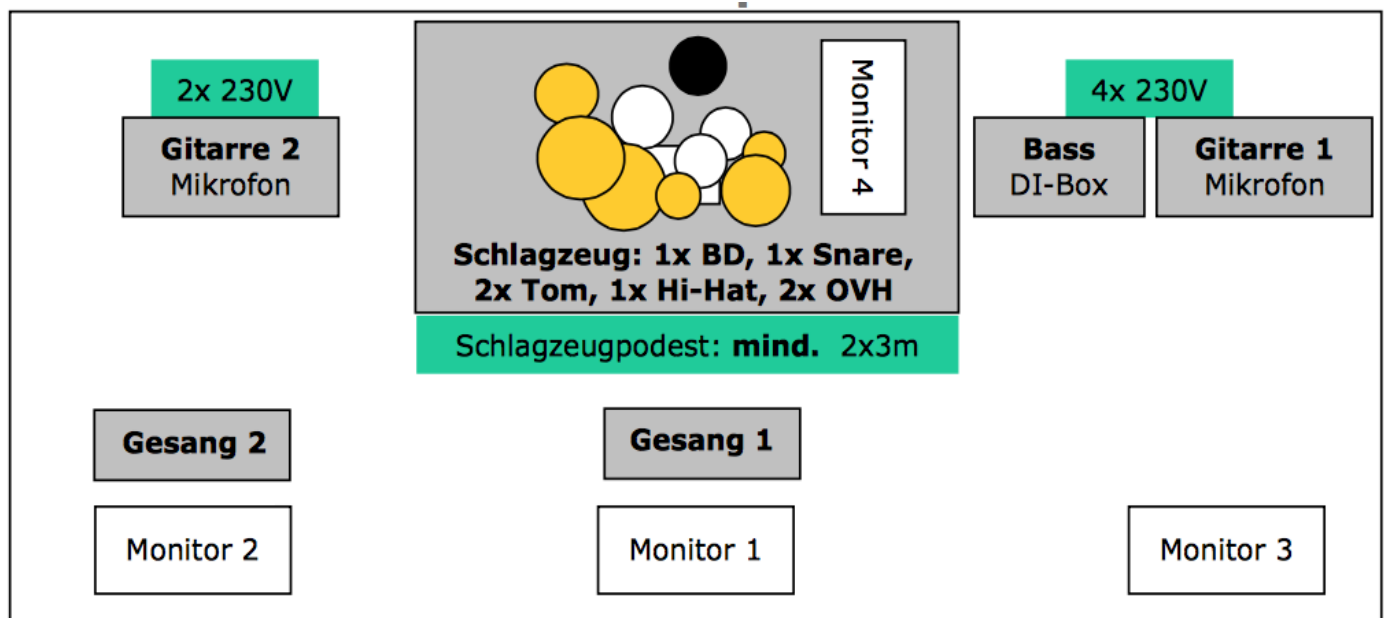 2x 230V
Gitarre 2
Mikrofon
Monitor 4
4x 230V
Bass
DI-Box
Gitarre 1
Mikrofon
Schlagzeug: 1x BD, 1x Snare,
2x Tom, 1x Hi-Hat, 2x OVH
Schlagzeugpodest: mind. 2x3m
Gesang 2
Gesang 1
Monitor 2
Monitor 1
Monitor 3